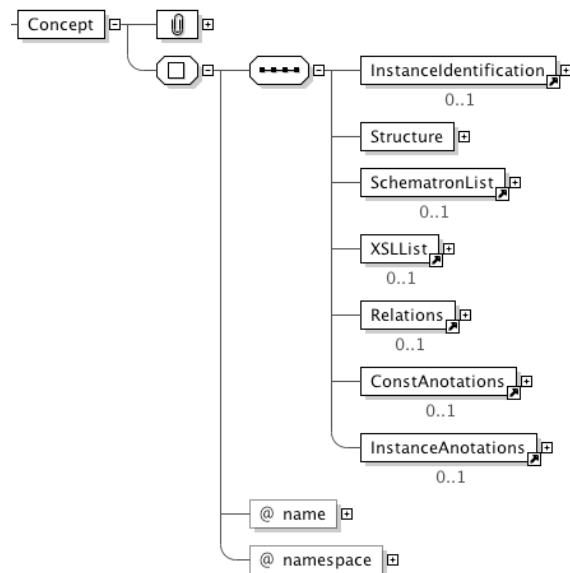 Concept
InstanceIdentification
0..1
Structure
SchematronList
0..1
XSLList
0..1
Relations
0..1
ConstAnotations
0..1
InstanceAnotations
0..1
@ name
@ namespace